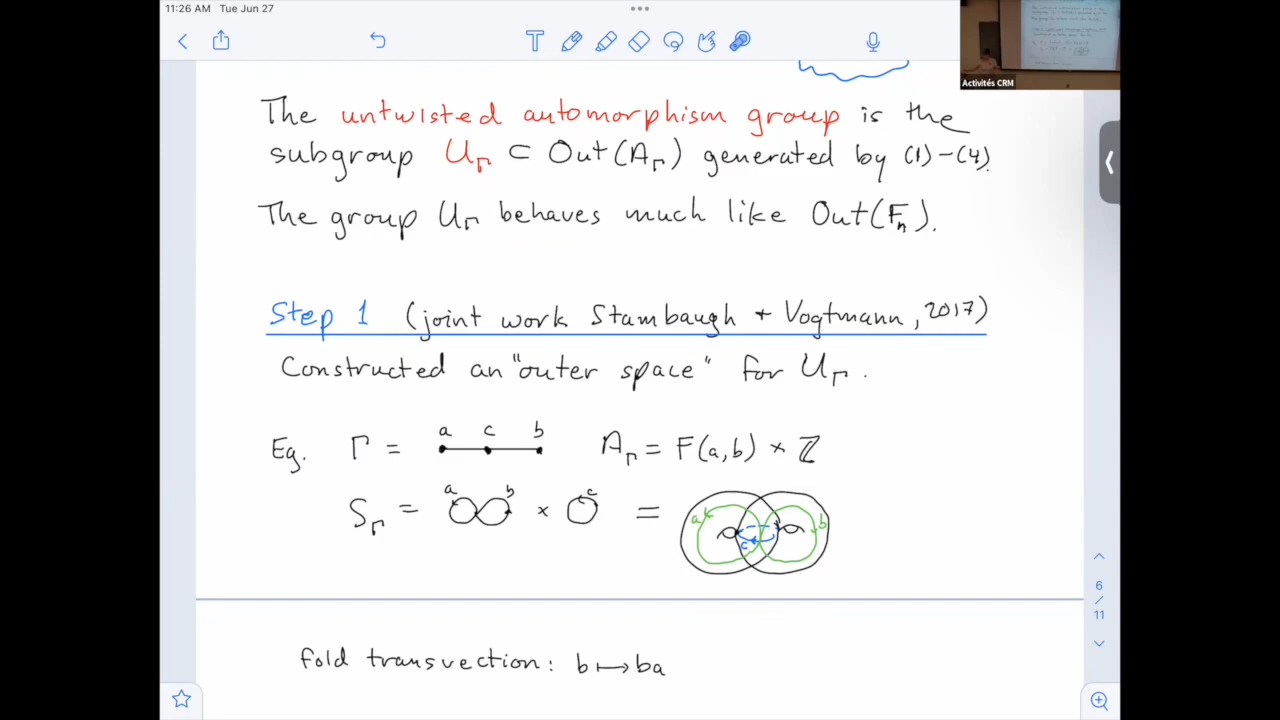 11:26 AM Tue Jun 27
Activités CRM
The untwisted automorphism group is the
subgroup U_Γ ⊂ Out(A_Γ) generated by (1)-(4).
The group U_Γ behaves much like Out(F_n).
Step 1 (joint work Stambaugh + Vogtmann, 2017)
Constructed an "outer space" for U_Γ.
Eg. Γ = a c b A_Γ = F(a,b) × ℤ
S_Γ = a b × c = a c b
6
/
11
fold transvection: b ↦ ba